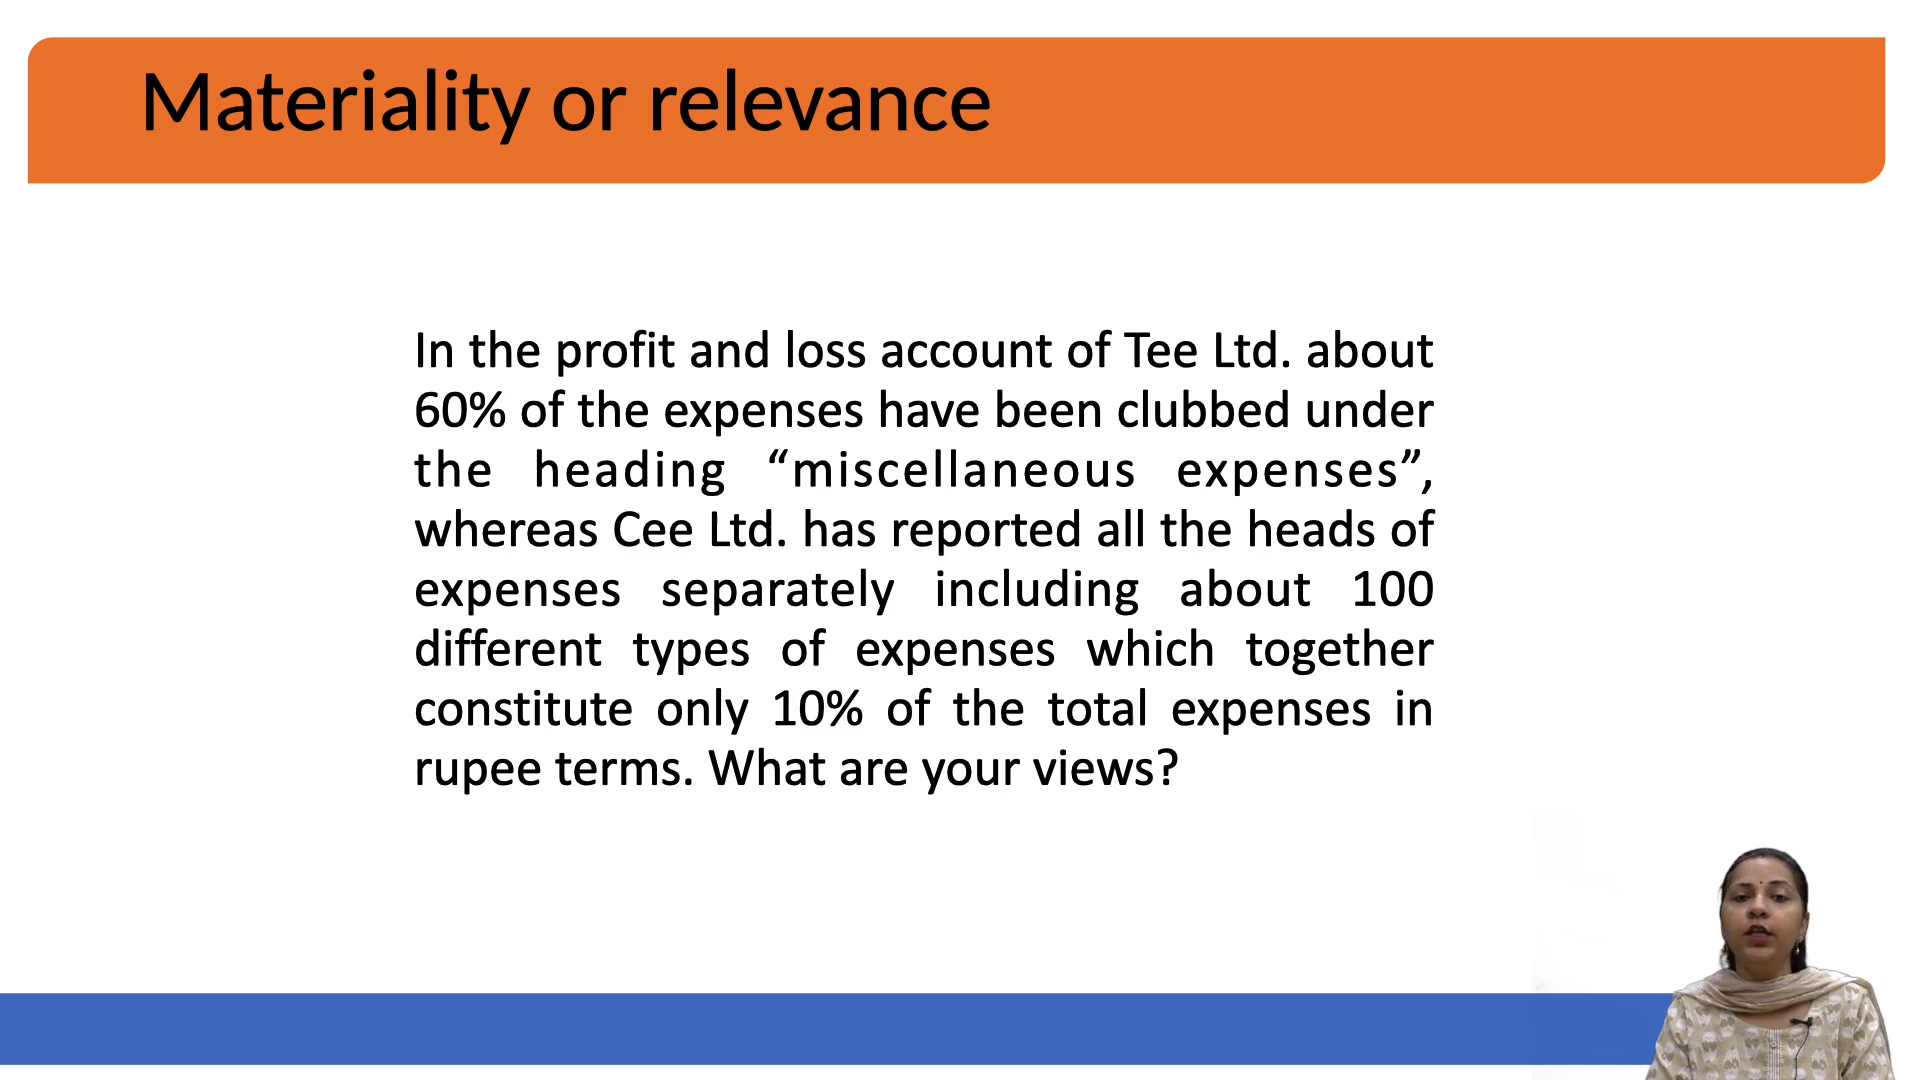 Materiality or relevance
In the profit and loss account of Tee Ltd. about
60% of the expenses have been clubbed under
the heading “miscellaneous expenses”,
whereas Cee Ltd. has reported all the heads of
expenses separately including about 100
different types of expenses which together
constitute only 10% of the total expenses in
rupee terms. What are your views?